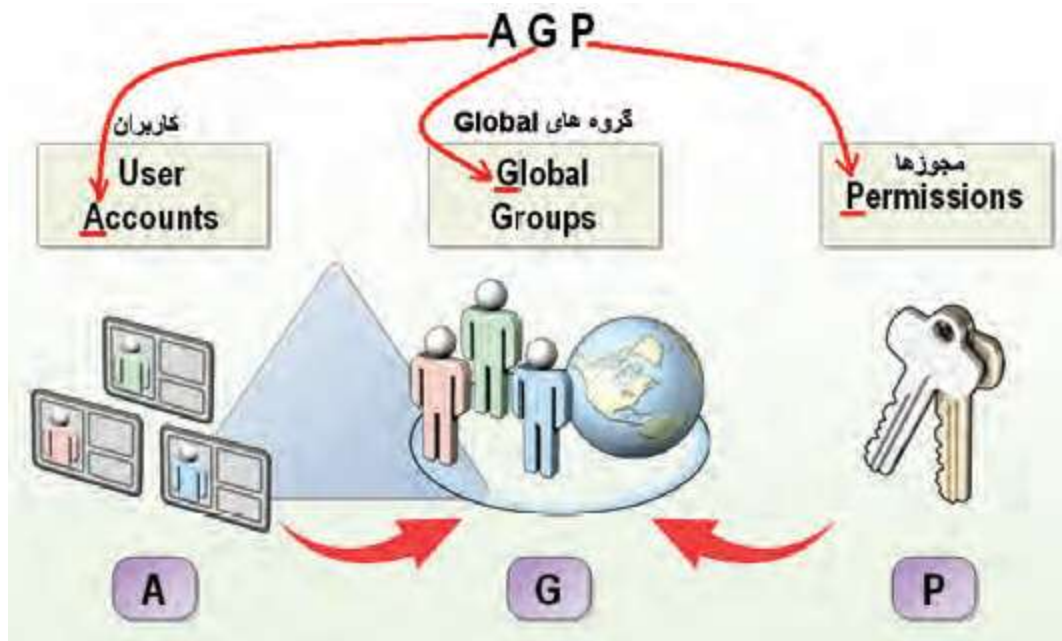 A G P
کاربران
User
Accounts
گروه های Global
Global
Groups
مجوزها
Permissions
A
G
P